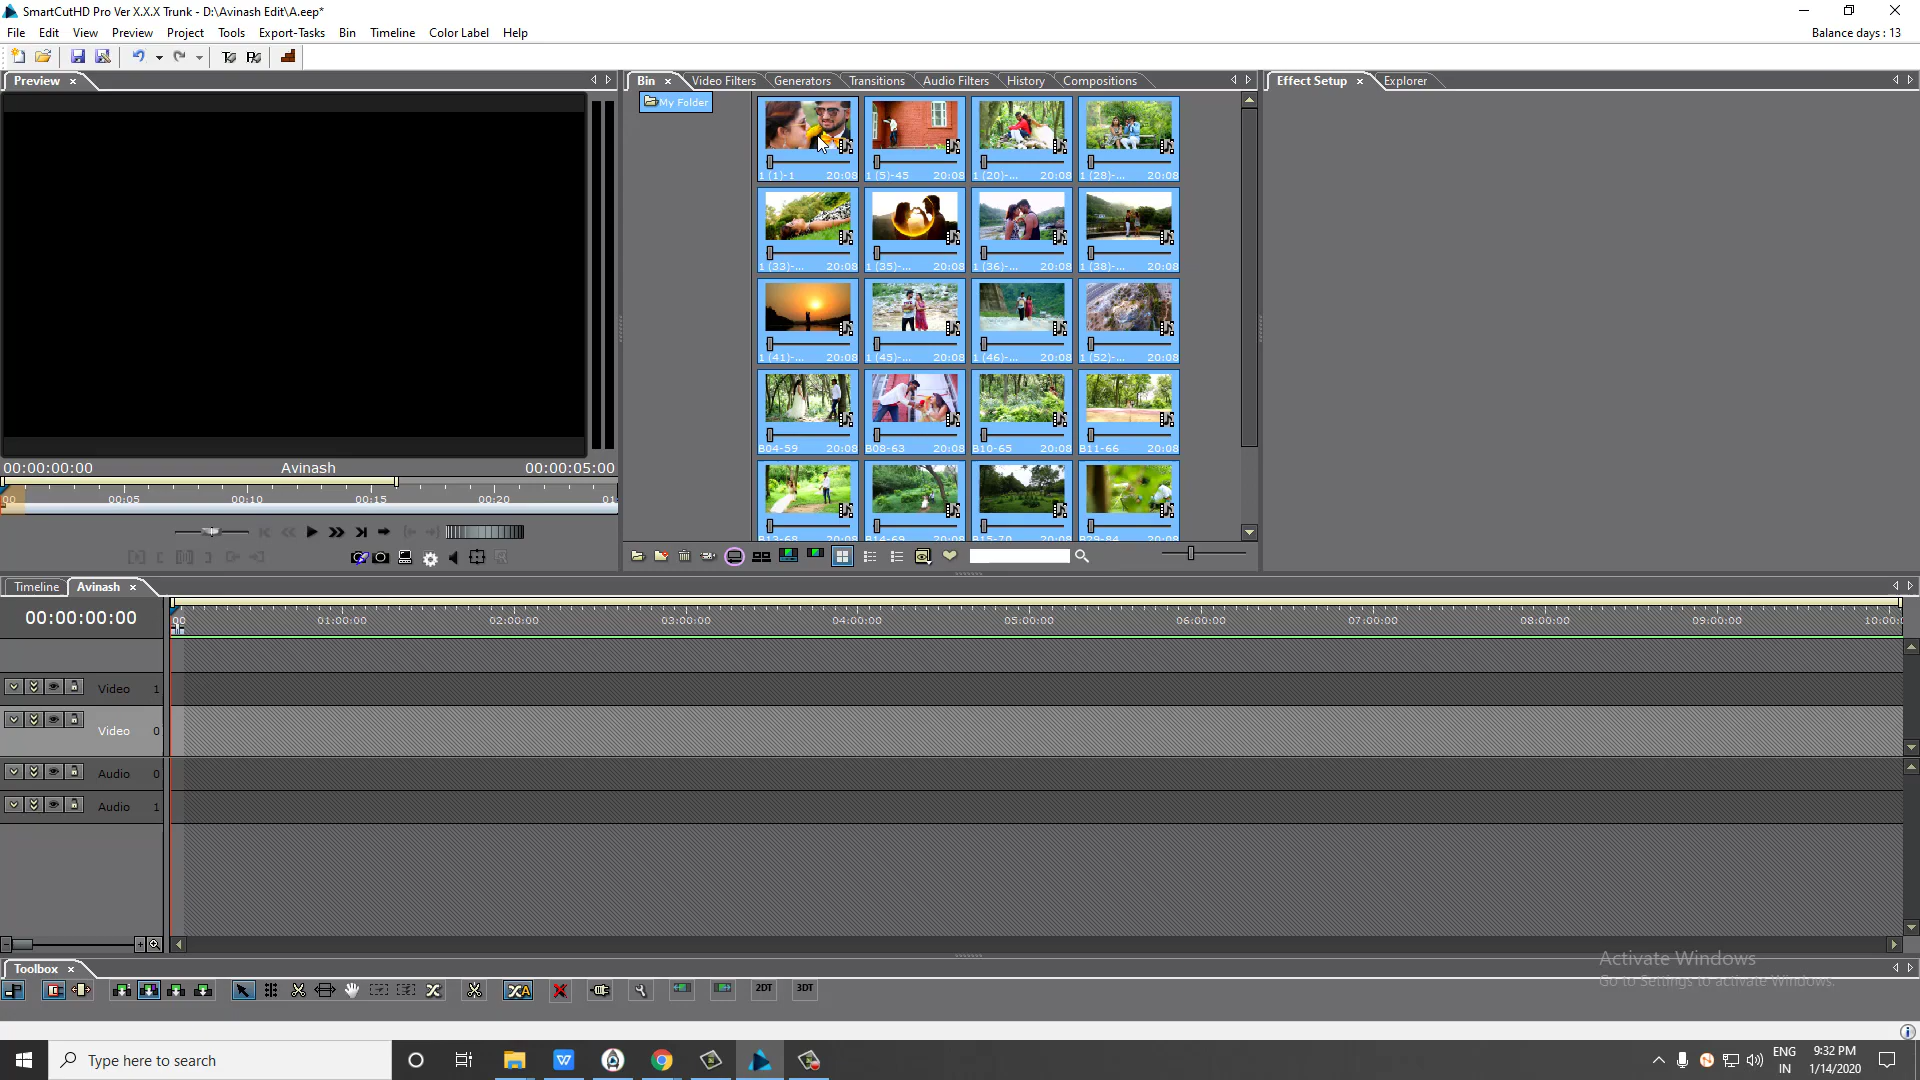 SmartCutHD Pro Ver X.X.X Trunk - D:\Avinash Edit\A.eep*
File Edit View Preview Project Tools Export-Tasks Bin Timeline Color Label Help
Balance days : 13
Preview
Bin Video Filters Generators Transitions Audio Filters History Compositions
Effect Setup Explorer
My Folder
1 (1)-1 20:08 1 (5)-45 20:08 1 (20)-... 20:08 1 (28)-... 20:08
1 (33)-... 20:08 1 (35)-... 20:08 1 (36)-... 20:08 1 (38)-... 20:08
1 (41)-... 20:08 1 (45)-... 20:08 1 (46)-... 20:08 1 (52)-... 20:08
B04-59 20:08 B08-63 20:08 B10-65 20:08 B11-66 20:08
B13-68 20:08 B14-69 20:08 B15-70 20:08 B29-84 20:08
00:00:00:00 Avinash 00:00:05:00
00 00:05 00:10 00:15 00:20 01:
Timeline Avinash
00:00:00:00
00 01:00:00 02:00:00 03:00:00 04:00:00 05:00:00 06:00:00 07:00:00 08:00:00 09:00:00 10:00:
Video 1
Video 0
Audio 0
Audio 1
Toolbox
XA 2DT 3DT
Activate Windows
Go to Settings to activate Windows.
Type here to search
W
ENG
IN
9:32 PM
1/14/2020